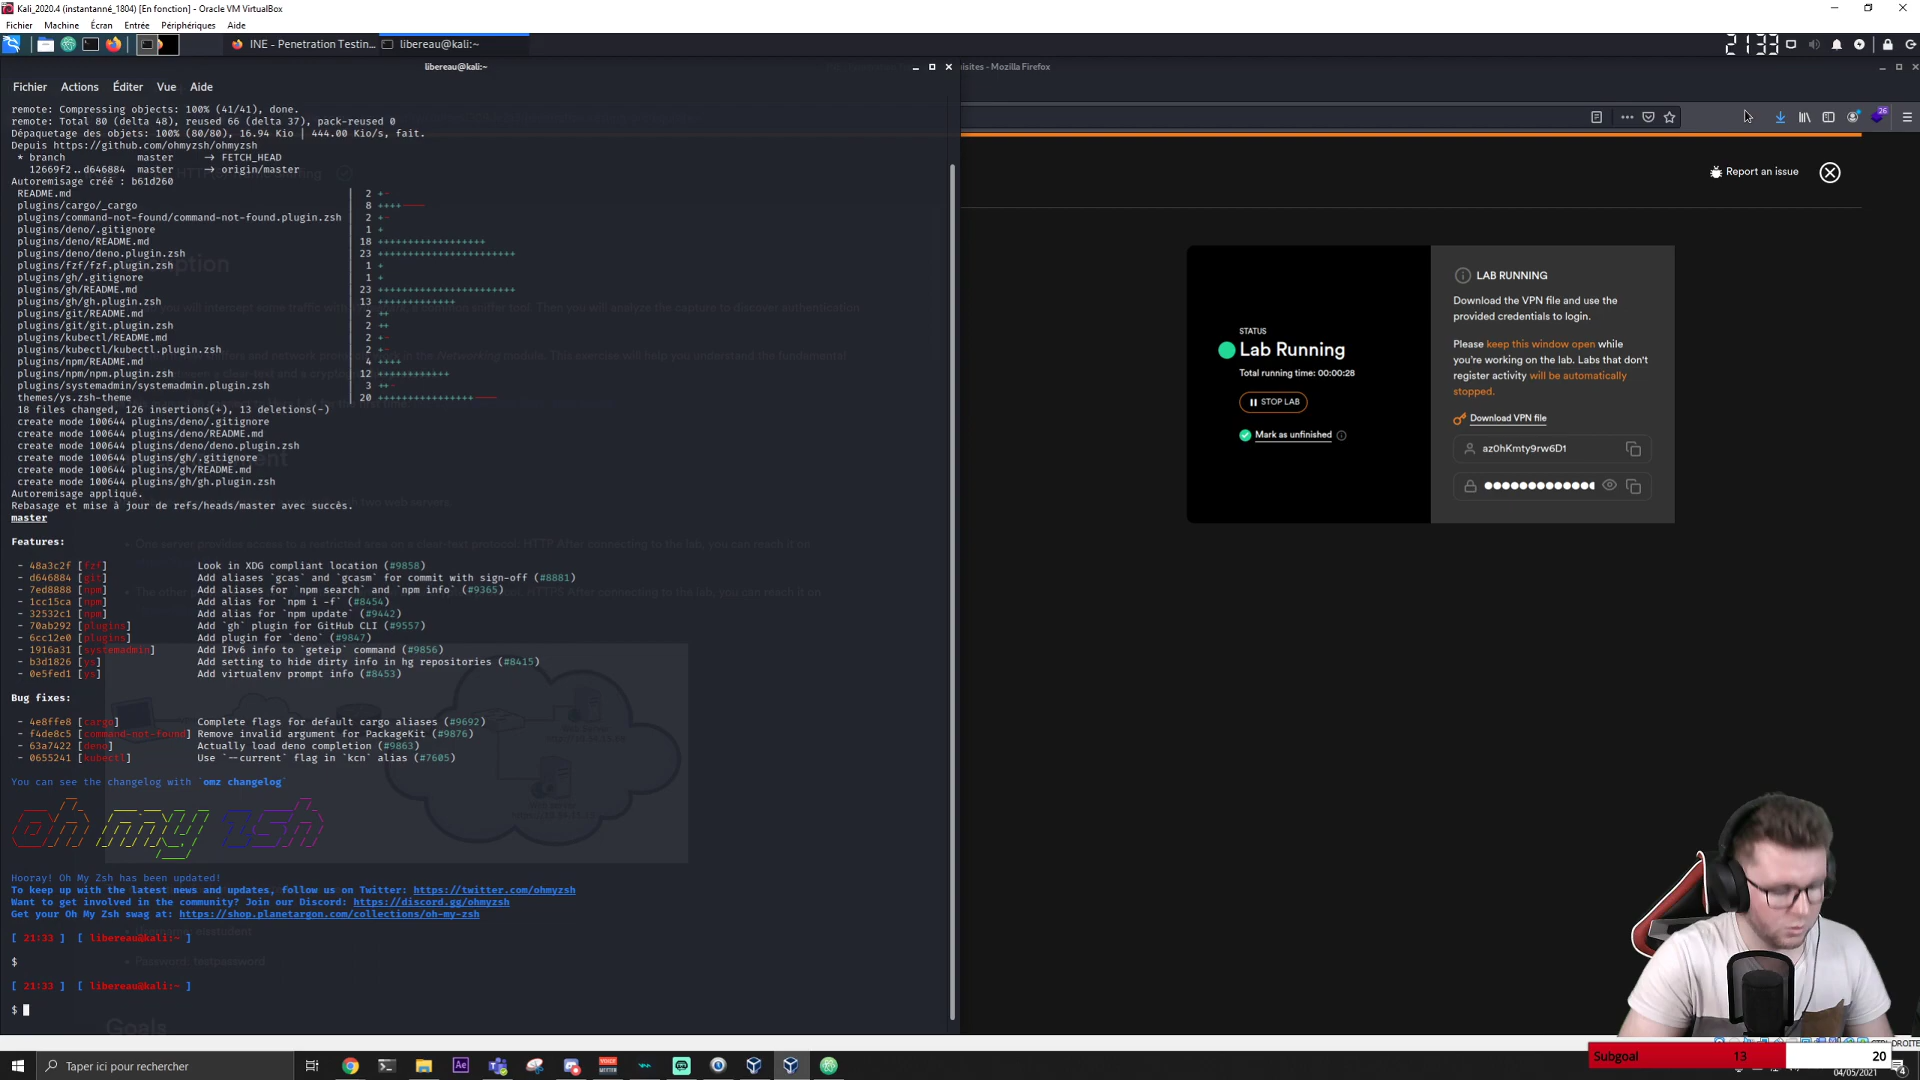 Kali_2020.4 (instantanné_1804) [En fonction] - Oracle VM VirtualBox
Fichier Machine Écran Entrée Périphériques Aide
INE - Penetration Testin... libereau@kali:~ 21:33
libereau@kali:~ isites - Mozilla Firefox
Fichier Actions Éditer Vue Aide
remote: Compressing objects: 100% (41/41), done.
remote: Total 80 (delta 48), reused 66 (delta 37), pack-reused 0
Dépaquetage des objets: 100% (80/80), 16.94 Kio | 444.00 Kio/s, fait.
Depuis https://github.com/ohmyzsh/ohmyzsh
* branch master → FETCH_HEAD
12669f2..d646884 master → origin/master
Autoremisage créé : b61d260
README.md | 2 +-
plugins/cargo/_cargo | 8 ++++----
plugins/command-not-found/command-not-found.plugin.zsh | 2 +-
plugins/deno/.gitignore | 1 +
plugins/deno/README.md | 18 ++++++++++++++++++
plugins/deno/deno.plugin.zsh | 23 +++++++++++++++++++++++
plugins/fzf/fzf.plugin.zsh | 1 +
plugins/gh/.gitignore | 1 +
plugins/gh/README.md | 23 +++++++++++++++++++++++
plugins/gh/gh.plugin.zsh | 13 +++++++++++++
plugins/git/README.md | 2 ++
plugins/git/git.plugin.zsh | 2 ++
plugins/kubectl/README.md | 2 +-
plugins/kubectl/kubectl.plugin.zsh | 2 +-
plugins/npm/README.md | 4 ++++
plugins/npm/npm.plugin.zsh | 12 ++++++++++++
plugins/systemadmin/systemadmin.plugin.zsh | 3 ++-
themes/ys.zsh-theme | 20 ++++++++++++++++----
18 files changed, 126 insertions(+), 13 deletions(-)
create mode 100644 plugins/deno/.gitignore
create mode 100644 plugins/deno/README.md
create mode 100644 plugins/deno/deno.plugin.zsh
create mode 100644 plugins/gh/.gitignore
create mode 100644 plugins/gh/README.md
create mode 100644 plugins/gh/gh.plugin.zsh
Autoremisage appliqué.
Rebasage et mise à jour de refs/heads/master avec succès.
master
Features:
- 48a3c2f [fzf] Look in XDG compliant location (#9858)
- d646884 [git] Add aliases `gcas` and `gcasm` for commit with sign-off (#8881)
- 7ed8888 [npm] Add aliases for `npm search` and `npm info` (#9365)
- 1cc15ca [npm] Add alias for `npm i -f` (#8454)
- 32532c1 [npm] Add alias for `npm update` (#9442)
- 70ab292 [plugins] Add `gh` plugin for GitHub CLI (#9557)
- 6cc12e0 [plugins] Add plugin for `deno` (#9847)
- 1916a31 [systemadmin] Add IPv6 info to `geteip` command (#9856)
- b3d1826 [ys] Add setting to hide dirty info in hg repositories (#8415)
- 0e5fed1 [ys] Add virtualenv prompt info (#8453)
Bug fixes:
- 4e8ffe8 [cargo] Complete flags for default cargo aliases (#9692)
- f4de8c5 [command-not-found] Remove invalid argument for PackageKit (#9876)
- 63a7422 [deno] Actually load deno completion (#9863)
- 0655241 [kubectl] Use `--current` flag in `kcn` alias (#7605)
You can see the changelog with `omz changelog`
Hooray! Oh My Zsh has been updated!
To keep up with the latest news and updates, follow us on Twitter: https://twitter.com/ohmyzsh
Want to get involved in the community? Join our Discord: https://discord.gg/ohmyzsh
Get your Oh My Zsh swag at: https://shop.planetargon.com/collections/oh-my-zsh
[ 21:33 ] [ libereau@kali:~ ]
$
Password: testpassword
[ 21:33 ] [ libereau@kali:~ ]
$
Goals
26
Report an issue
STATUS
Lab Running
Total running time: 00:00:28
STOP LAB
Mark as unfinished
LAB RUNNING
Download the VPN file and use the
provided credentials to login.
Please keep this window open while
you're working on the lab. Labs that don't
register activity will be automatically
stopped.
Download VPN file
az0hKmty9rw6D1
●●●●●●●●●●●●●
CTRL DROITE
Subgoal 13 20
Taper ici pour rechercher
04/05/2021